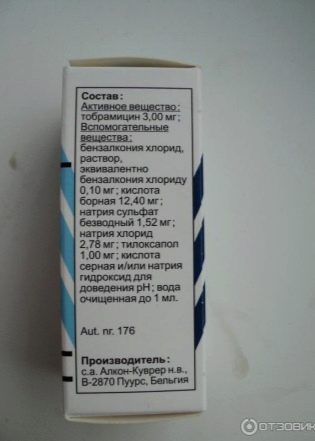 Состав:
Активное вещество:
тобрамицин 3,00 мг;
Вспомогательные
вещества:
бензалкония хлорид,
раствор,
эквивалентно
бензалкония хлориду
0,10 мг; кислота
борная 12,40 мг;
натрия сульфат
безводный 1,52 мг;
натрия хлорид
2,78 мг; тилоксапол
1,00 мг; кислота
серная и/или натрия
гидроксид для
доведения pH; вода
очищенная до 1 мл.
Aut. nr. 176
Производитель:
с.а. Алкон-Куврер н.в.,
В-2870 Пуурс, Бельгия
ОТЗОВИК